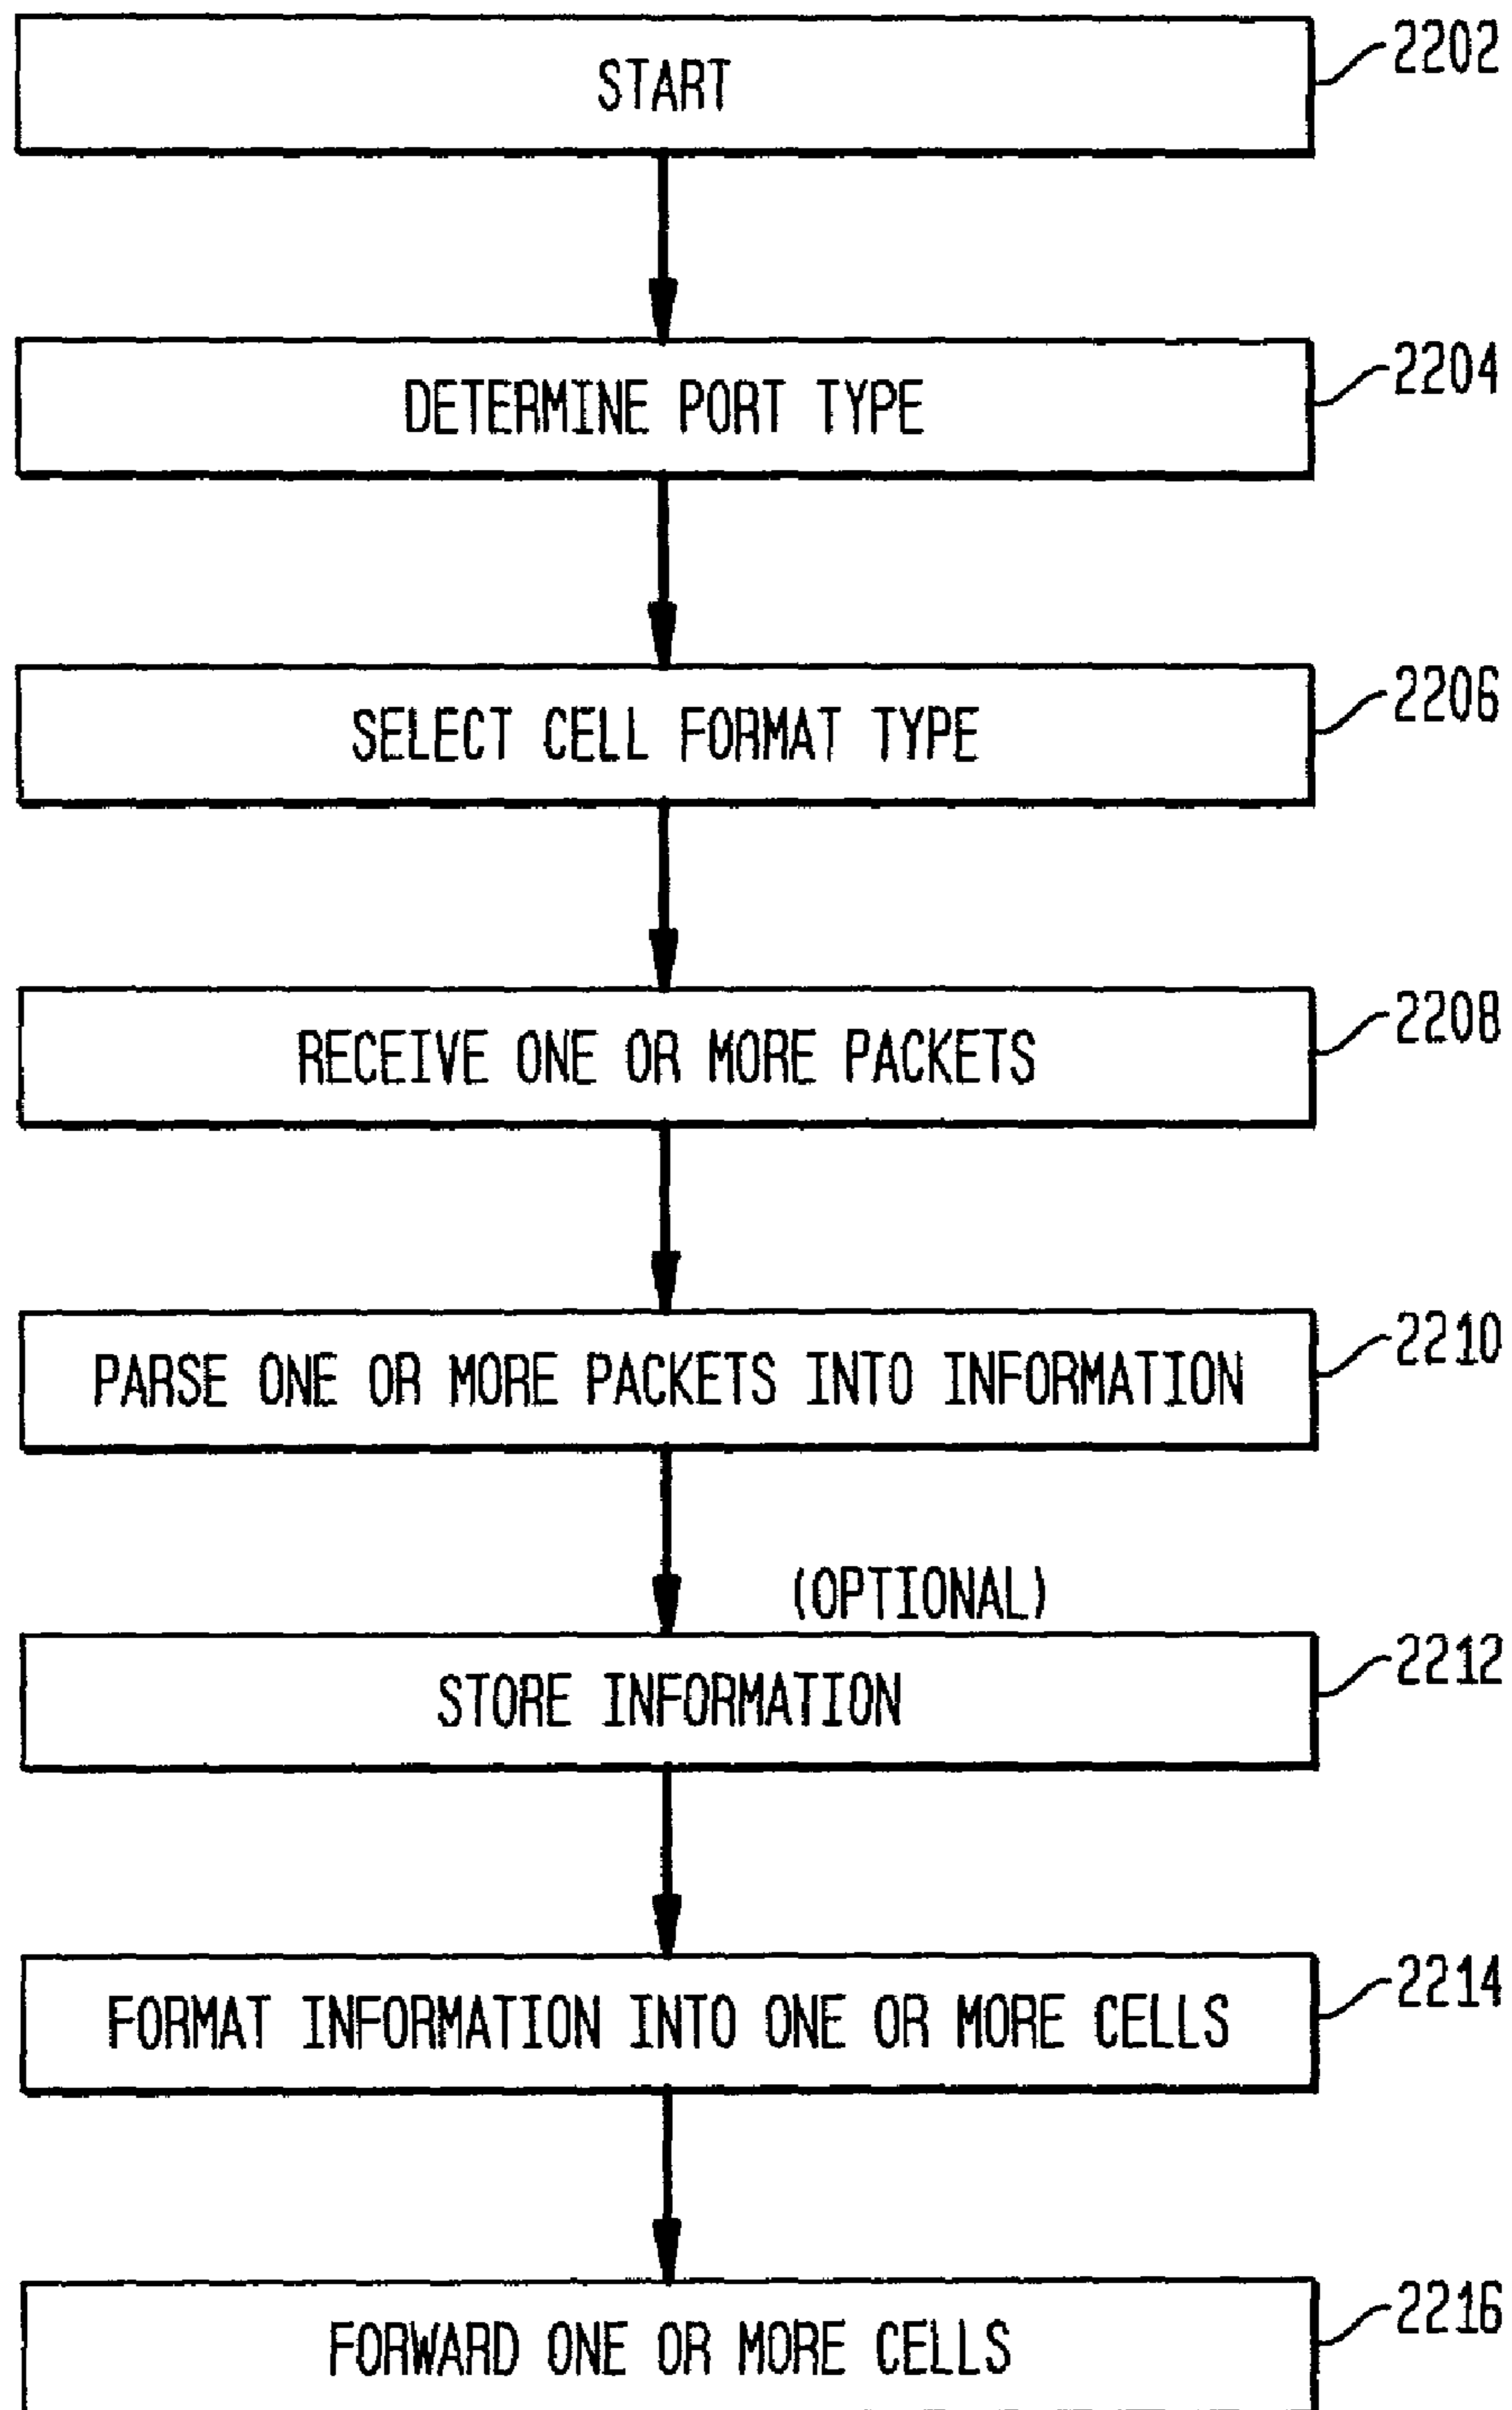 START
2202
DETERMINE PORT TYPE
2204
SELECT CELL FORMAT TYPE
2206
RECEIVE ONE OR MORE PACKETS
2208
PARSE ONE OR MORE PACKETS INTO INFORMATION
2210
(OPTIONAL)
STORE INFORMATION
2212
FORMAT INFORMATION INTO ONE OR MORE CELLS
2214
FORWARD ONE OR MORE CELLS
2216